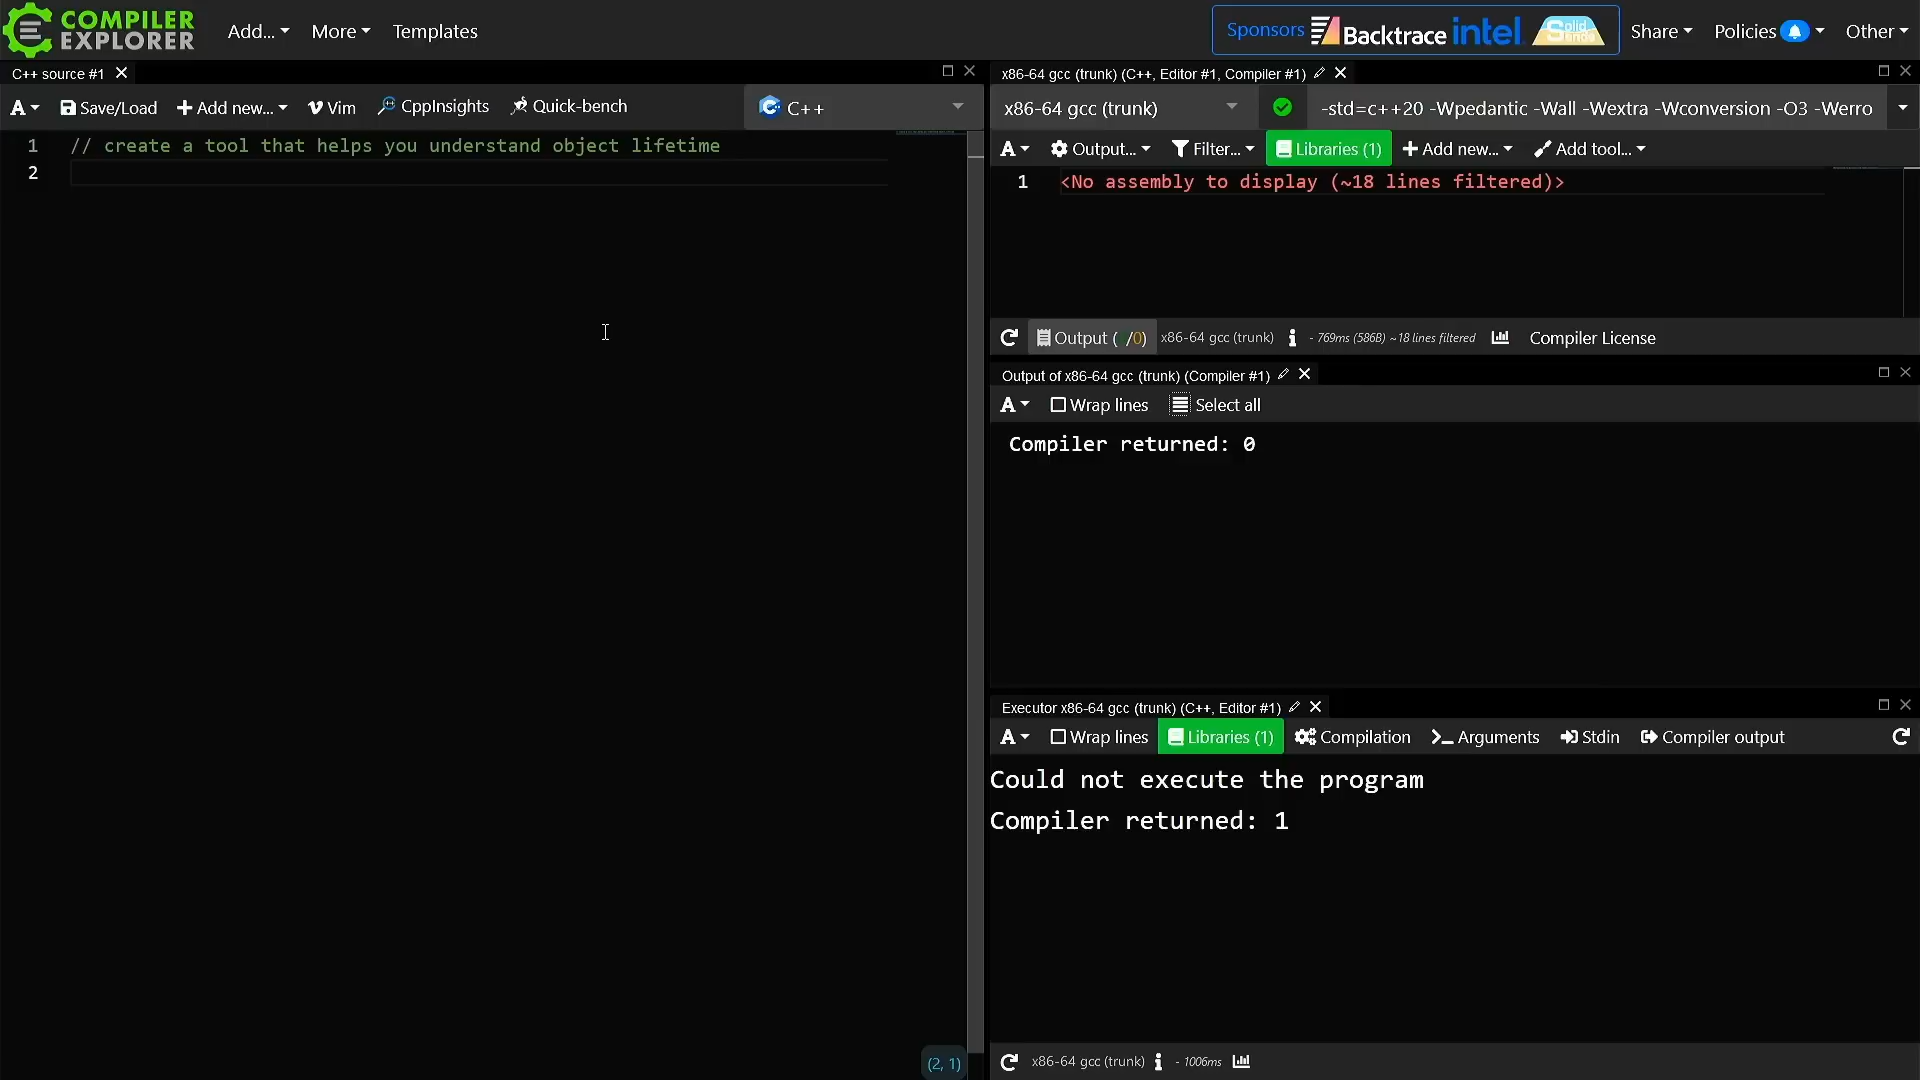 COMPILER
EXPLORER
Add...
More
Templates
Sponsors
Backtrace
intel
Solid
Sands
Share
Policies
Other
C++ source #1
A
Save/Load
Add new...
Vim
CppInsights
Quick-bench
C++
1 // create a tool that helps you understand object lifetime
2
(2, 1)
x86-64 gcc (trunk) (C++, Editor #1, Compiler #1)
x86-64 gcc (trunk)
-std=c++20 -Wpedantic -Wall -Wextra -Wconversion -O3 -Werro
A
Output...
Filter...
Libraries (1)
Add new...
Add tool...
1 <No assembly to display (~18 lines filtered)>
Output ( /0)
x86-64 gcc (trunk)
- 769ms (586B) ~18 lines filtered
Compiler License
Output of x86-64 gcc (trunk) (Compiler #1)
A
Wrap lines
Select all
Compiler returned: 0
Executor x86-64 gcc (trunk) (C++, Editor #1)
A
Wrap lines
Libraries (1)
Compilation
Arguments
Stdin
Compiler output
Could not execute the program
Compiler returned: 1
x86-64 gcc (trunk)
- 1006ms